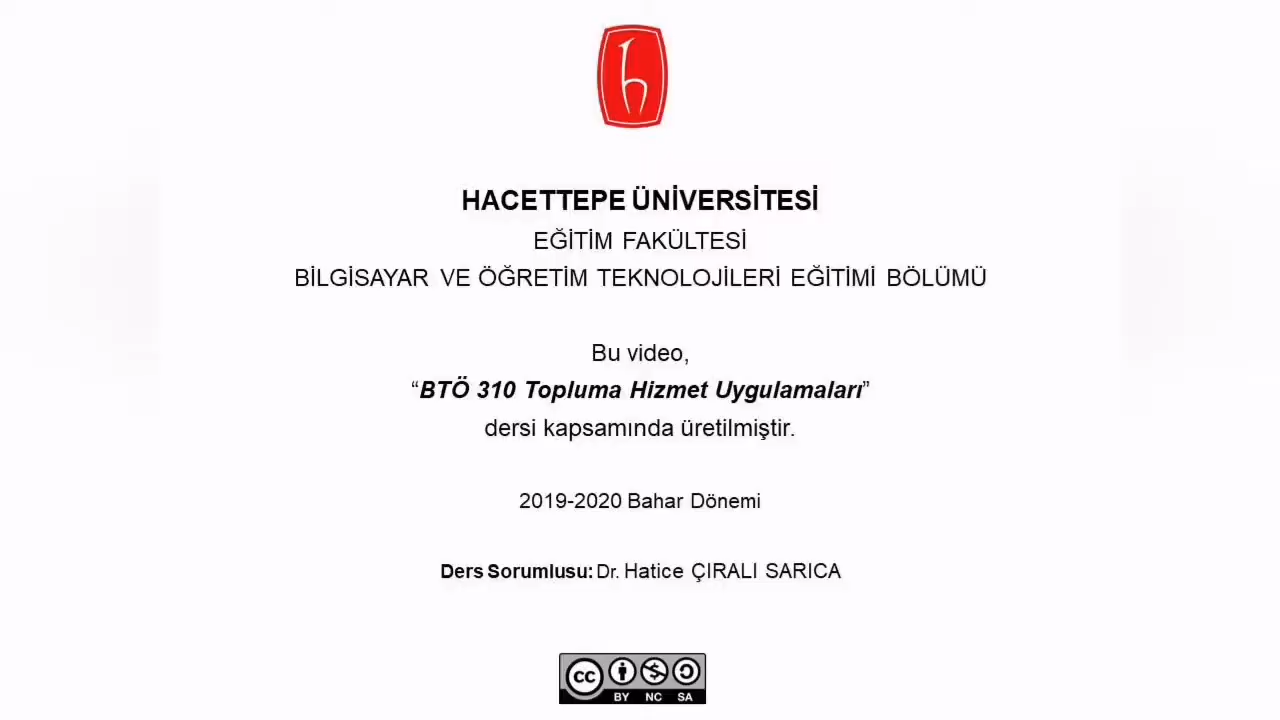 HACETTEPE ÜNİVERSİTESİ
EĞİTİM FAKÜLTESİ
BİLGİSAYAR VE ÖĞRETİM TEKNOLOJİLERİ EĞİTİMİ BÖLÜMÜ
Bu video,
“BTÖ 310 Topluma Hizmet Uygulamaları”
dersi kapsamında üretilmiştir.
2019-2020 Bahar Dönemi
Ders Sorumlusu: Dr. Hatice ÇIRALI SARICA
cc
BY NC SA